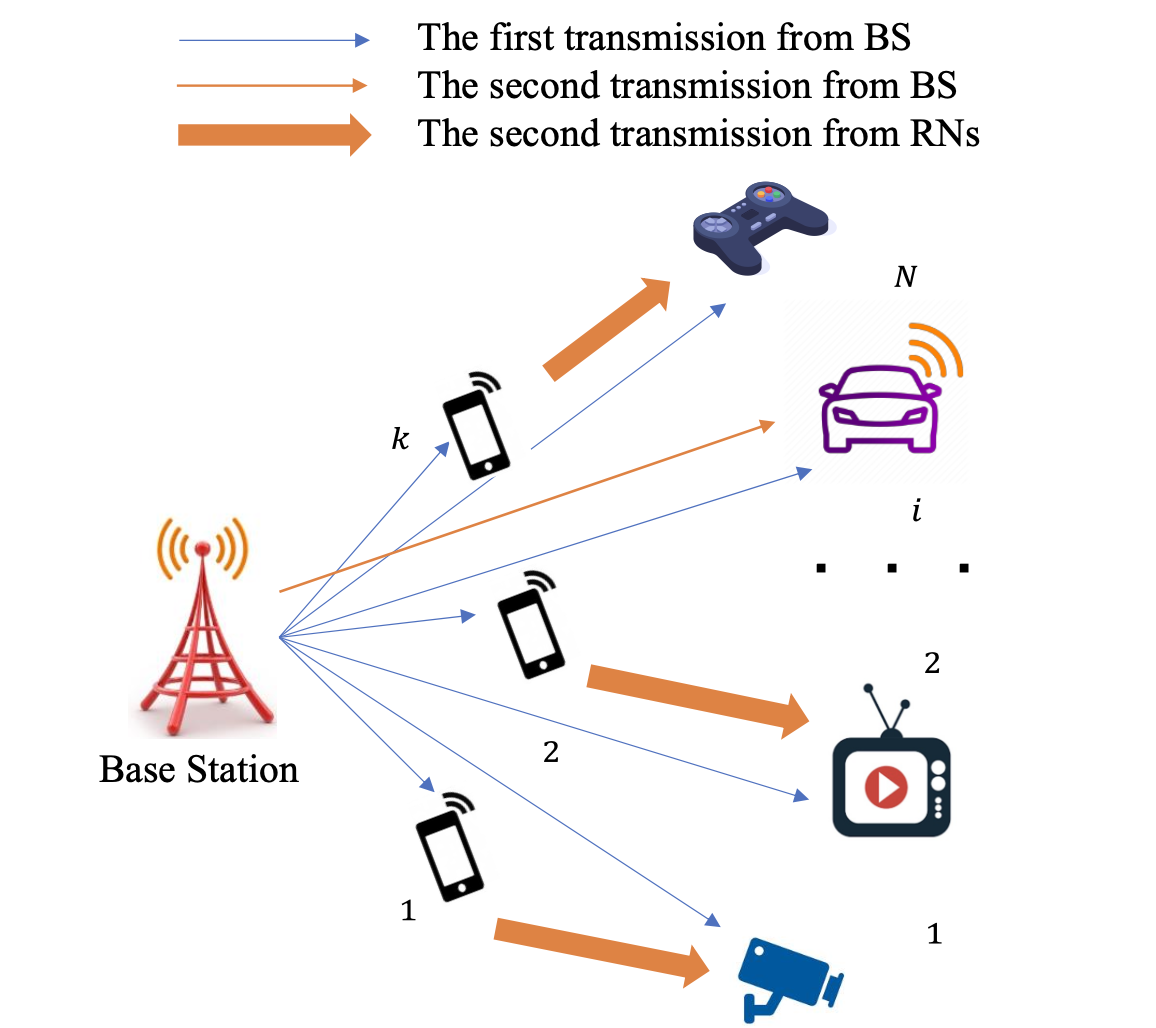 The first transmission from BS
The second transmission from BS
The second transmission from RNs
N
k
i
2
2
Base Station
1
1